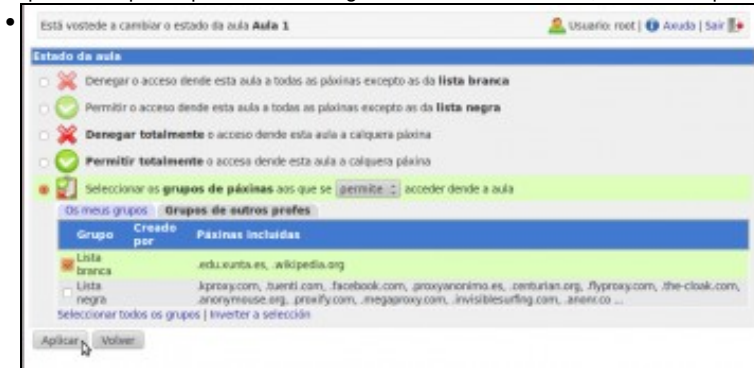 Está vostede a cambiar o estado da aula Aula 1
Usuario: root | Axuda | Sair
Estado da aula
Denegar o acceso dende esta aula a todas as páxinas excepto as da lista branca
Permitir o acceso dende esta aula a todas as páxinas excepto as da lista negra
Denegar totalmente o acceso dende esta aula a calquera páxina
Permitir totalmente o acceso dende esta aula a calquera páxina
Seleccionar os grupos de páxinas aos que se permite acceder dende a aula
Os meus grupos Grupos de outros profes
Grupo Creado por Páxinas incluidas
Lista branca .edu.xunta.es, .wikipedia.org
Lista negra .kproxy.com, .tuenti.com, .facebook.com, .proxyanonimo.es, .centurian.org, .flyproxy.com, .the-cloak.com,
.anonymouse.org, .proxify.com, .megaproxy.com, .invisiblesurfing.com, ...
Seleccionar todos os grupos | Inverter a selección
Aplicar Volver